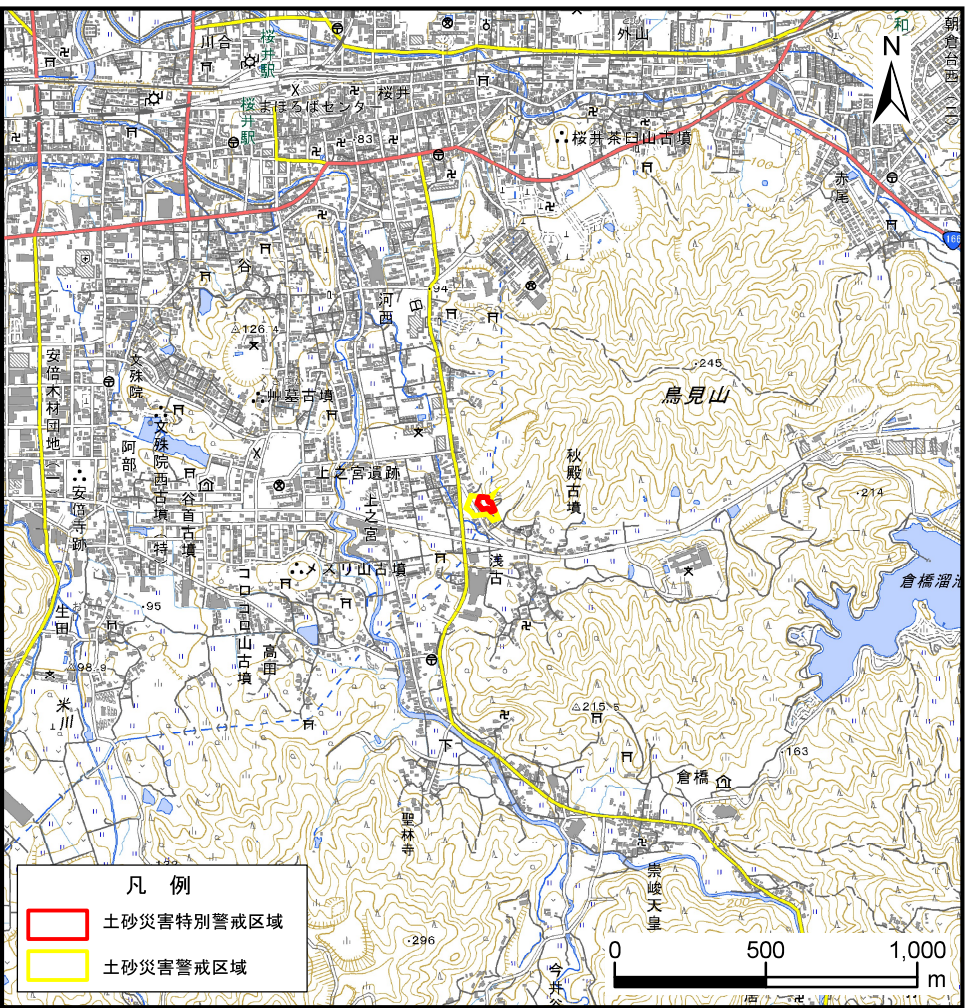 川合
桜井駅
外山
和
朝倉台西二
N
桜井
まほろばセンター
桜井駅
83
桜井茶臼山古墳
100
赤尾
166
谷
94
河西
126.4
245
鳥見山
文殊院
安倍木材団地一
艸墓古墳
文殊院西古墳(特)
阿部
上之宮遺跡
秋殿古墳
214
安倍寺跡
谷首古墳
上之宮
浅古
メスリ山古墳
倉橋溜池
コロコロ山古墳
95
生田
高田
98.9
米川
215.5
下
163
倉橋
聖林寺
崇峻天皇
200
296
今井谷
凡 例
土砂災害特別警戒区域
土砂災害警戒区域
0 500 1,000
m